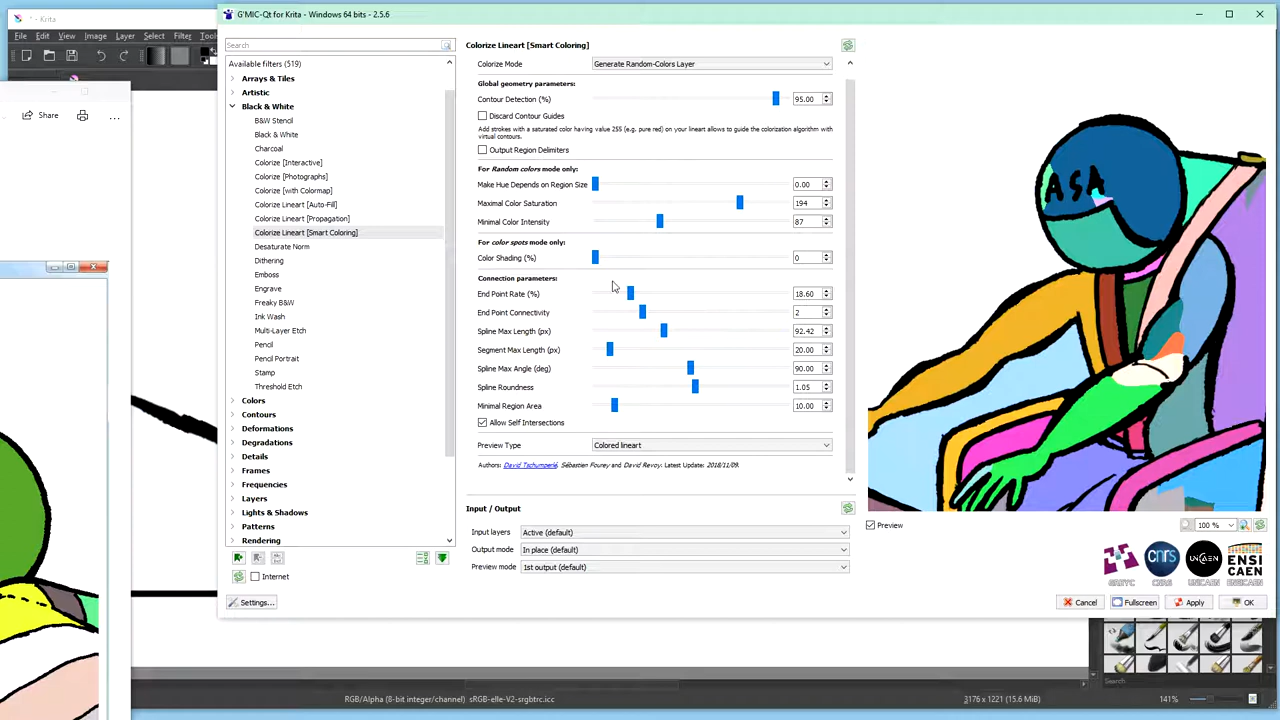 * - Krita
File Edit View Image Layer Select Filter Tools
Share
...
G'MIC-Qt for Krita - Windows 64 bits - 2.5.6
Search
Available filters (519)
Arrays & Tiles
Artistic
Black & White
B&W Stencil
Black & White
Charcoal
Colorize [Interactive]
Colorize [Photographs]
Colorize [with Colormap]
Colorize Lineart [Auto-Fill]
Colorize Lineart [Propagation]
Colorize Lineart [Smart Coloring]
Desaturate Norm
Dithering
Emboss
Engrave
Freaky B&W
Ink Wash
Multi-Layer Etch
Pencil
Pencil Portrait
Stamp
Threshold Etch
Colors
Contours
Deformations
Degradations
Details
Frames
Frequencies
Layers
Lights & Shadows
Patterns
Rendering
Internet
Settings...
Colorize Lineart [Smart Coloring]
Colorize Mode Generate Random-Colors Layer
Global geometry parameters:
Contour Detection (%) 95.00
Discard Contour Guides
Add strokes with a saturated color having value 255 (e.g. pure red) on your lineart allows to guide the colorization algorithm with
virtual contours.
Output Region Delimiters
For Random colors mode only:
Make Hue Depends on Region Size 0.00
Maximal Color Saturation 194
Minimal Color Intensity 87
For color spots mode only:
Color Shading (%) 0
Connection parameters:
End Point Rate (%) 18.60
End Point Connectivity 2
Spline Max Length (px) 92.42
Segment Max Length (px) 20.00
Spline Max Angle (deg) 90.00
Spline Roundness 1.05
Minimal Region Area 10.00
Allow Self Intersections
Preview Type Colored lineart
Authors: David Tschumperlé, Sébastien Fourey and David Revoy. Latest Update: 2018/11/09.
Input / Output
Input layers Active (default)
Output mode In place (default)
Preview mode 1st output (default)
ASA
Preview
100 %
GREYC
CNRS
UNICAEN
ENSI
CAEN
ENSICAEN
Cancel
Fullscreen
Apply
OK
Search
RGB/Alpha (8-bit integer/channel) sRGB-elle-V2-srgbtrc.icc
3176 x 1221 (15.6 MiB)
141%